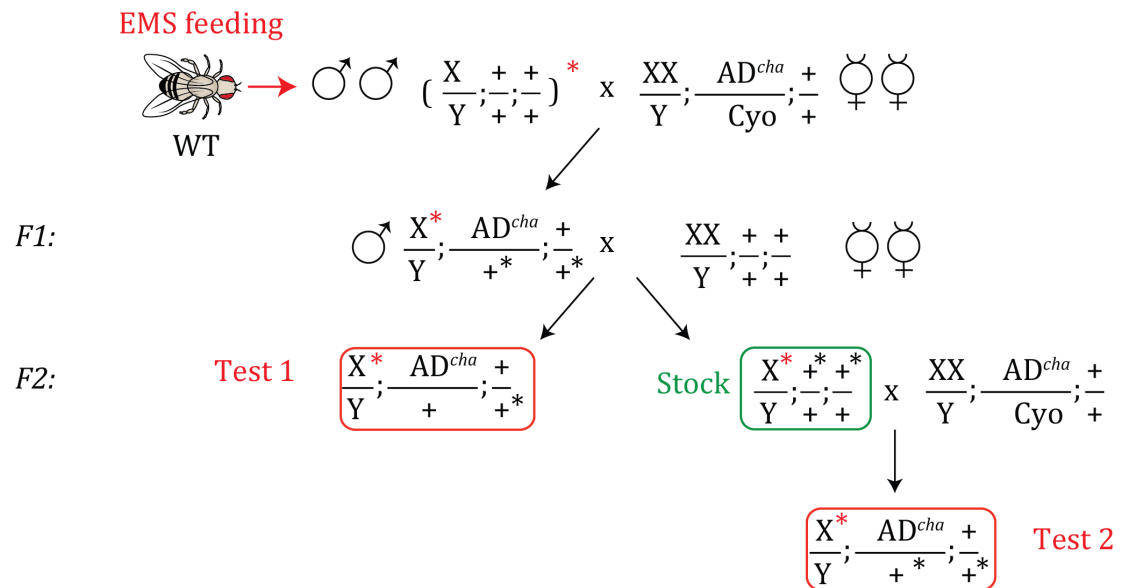 EMS feeding
WT
( X/Y ; +/+ ; +/+ ) * x XX/Y ; AD^cha/Cyo ; +/+
F1:
X*/Y ; AD^cha/+* ; +/+* x XX/Y ; +/+ ; +/+
F2:
Test 1
X*/Y ; AD^cha/+ ; +/+*
Stock
X*/Y ; +*/+ ; +*/+ x XX/Y ; AD^cha/Cyo ; +/+
X*/Y ; AD^cha/+* ; +/+*
Test 2